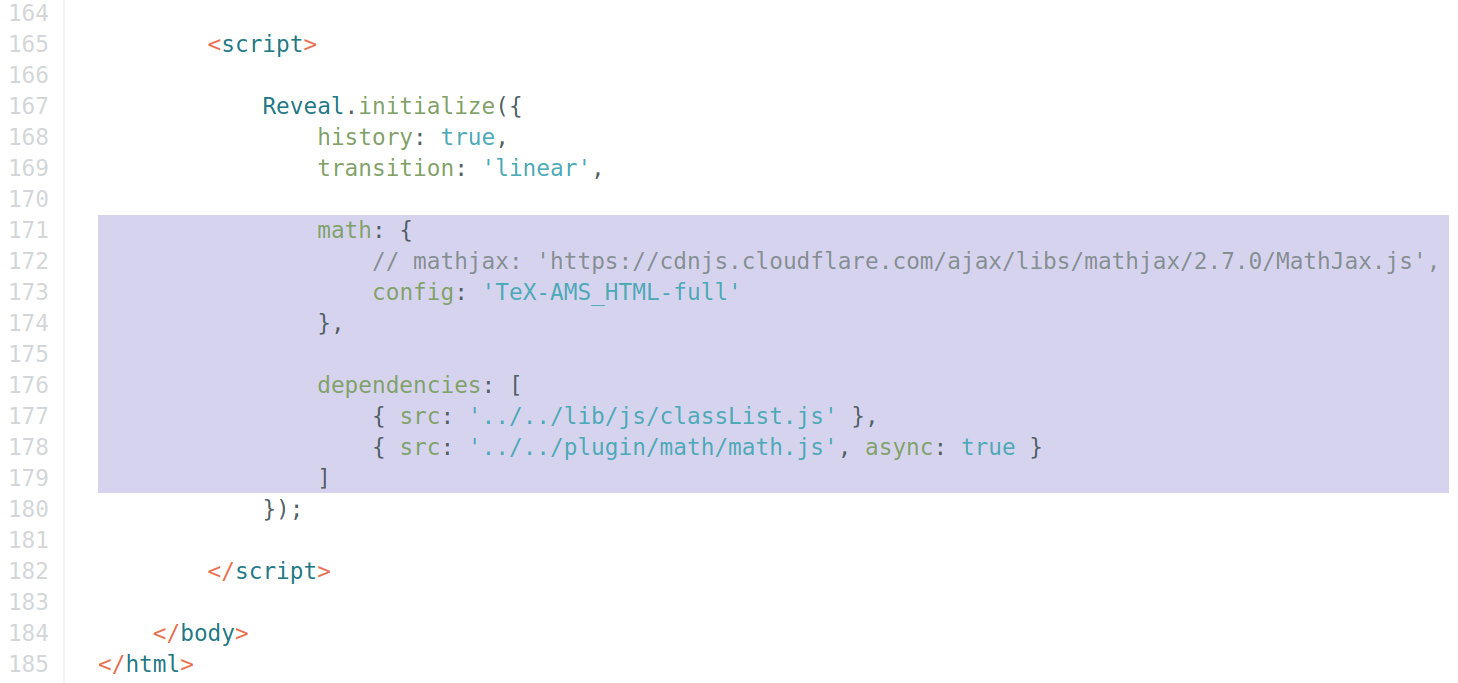 164
165         <script>
166
167             Reveal.initialize({
168                 history: true,
169                 transition: 'linear',
170
171                 math: {
172                     // mathjax: 'https://cdnjs.cloudflare.com/ajax/libs/mathjax/2.7.0/MathJax.js',
173                     config: 'TeX-AMS_HTML-full'
174                 },
175
176                 dependencies: [
177                     { src: '../../lib/js/classList.js' },
178                     { src: '../../plugin/math/math.js', async: true }
179                 ]
180             });
181
182         </script>
183
184     </body>
185 </html>